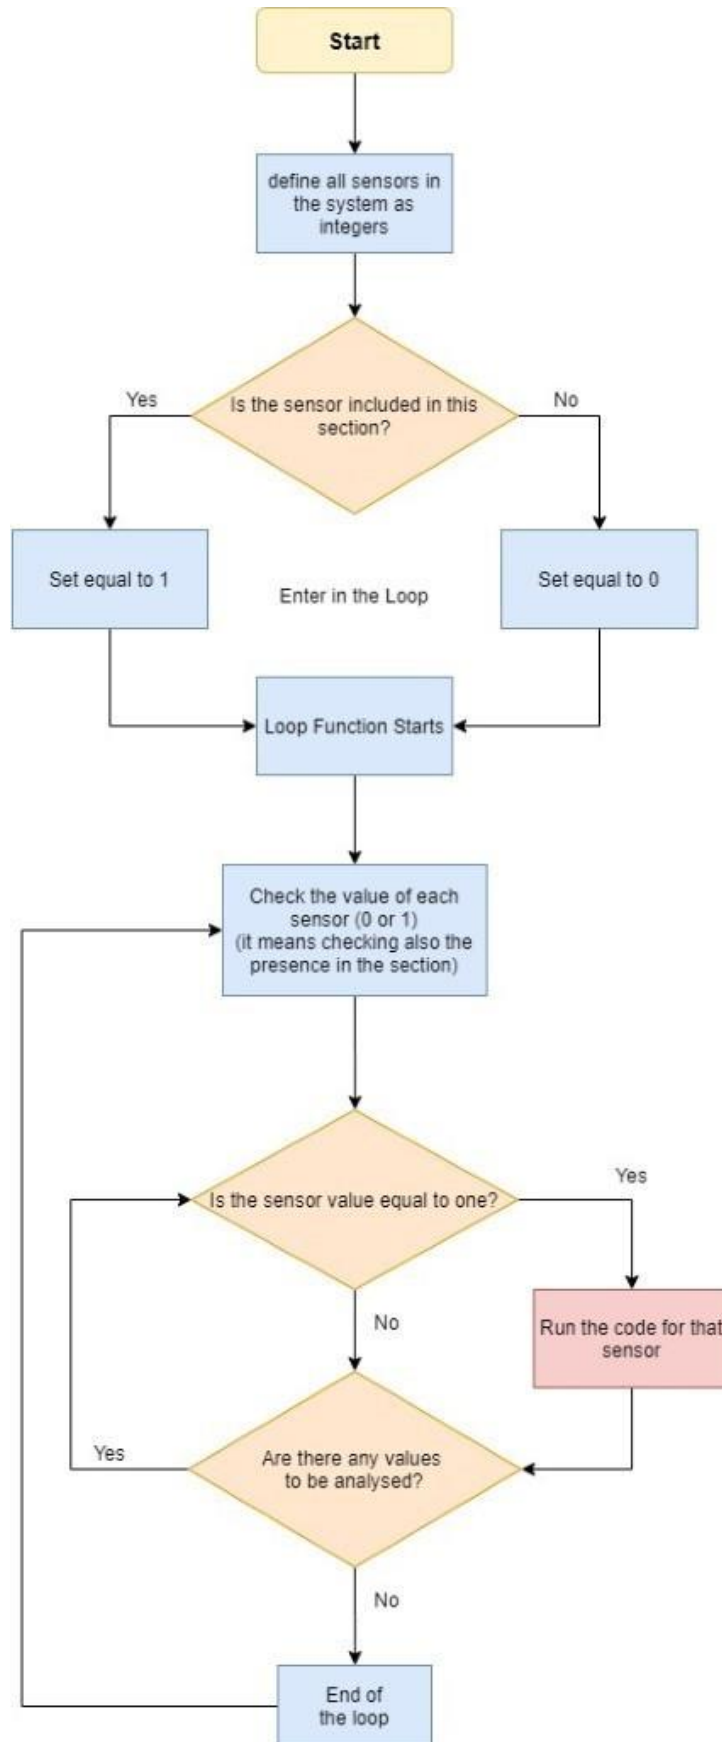 Start
define all sensors in
the system as
integers
Is the sensor included in this
section?
Yes
No
Set equal to 1
Enter in the Loop
Set equal to 0
Loop Function Starts
Check the value of each
sensor (0 or 1)
(it means checking also the
presence in the section)
Is the sensor value equal to one?
Yes
No
Run the code for that
sensor
Are there any values
to be analysed?
Yes
No
End of
the loop